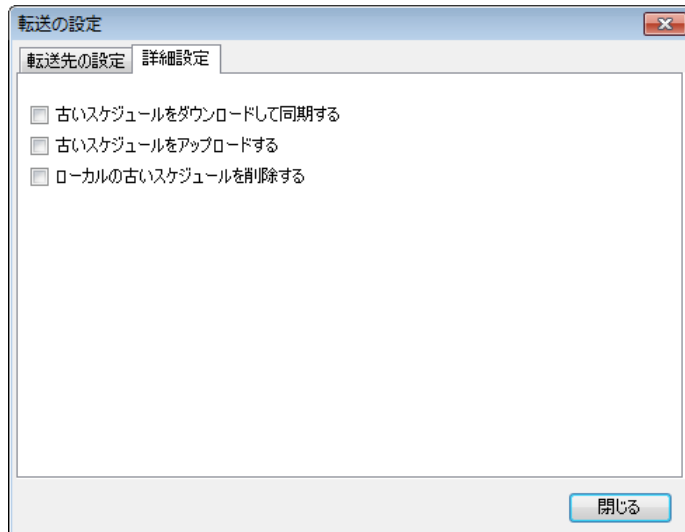 転送の設定
転送先の設定 詳細設定
古いスケジュールをダウンロードして同期する
古いスケジュールをアップロードする
ローカルの古いスケジュールを削除する
閉じる